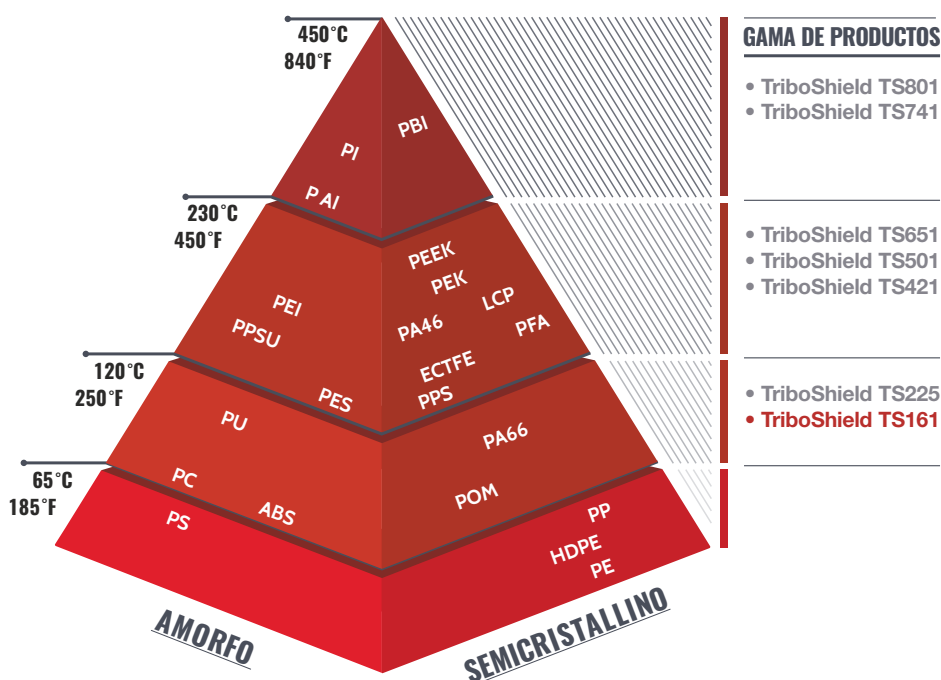 450°C
840°F
GAMA DE PRODUCTOS
• TriboShield TS801
• TriboShield TS741
PBI
PI
P AI
230°C
450°F
• TriboShield TS651
• TriboShield TS501
• TriboShield TS421
PEEK
PEK
LCP
PEI
PA46
PFA
PPSU
ECTFE
PES
PPS
120°C
250°F
• TriboShield TS225
• TriboShield TS161
PU
PA66
PC
POM
ABS
65°C
185°F
PS
PP
HDPE
PE
AMORFO
SEMICRISTALLINO